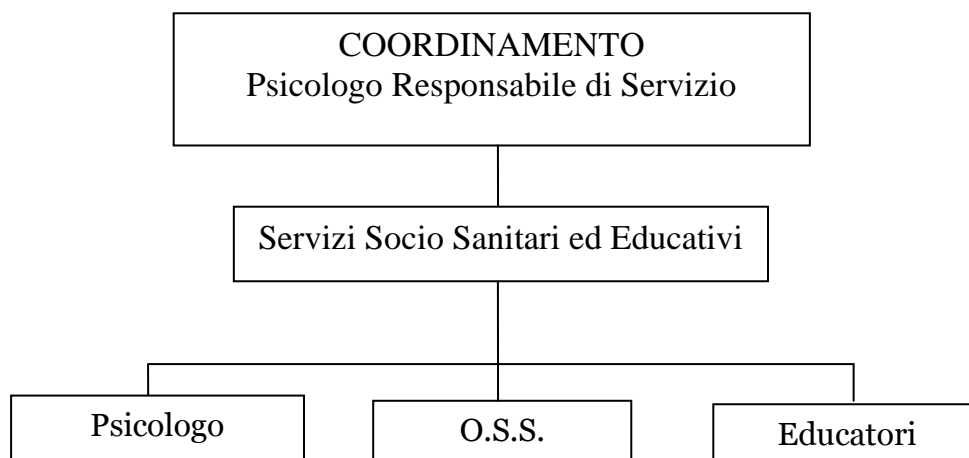 COORDINAMENTO
Psicologo Responsabile di Servizio
Servizi Socio Sanitari ed Educativi
Psicologo
O.S.S.
Educatori